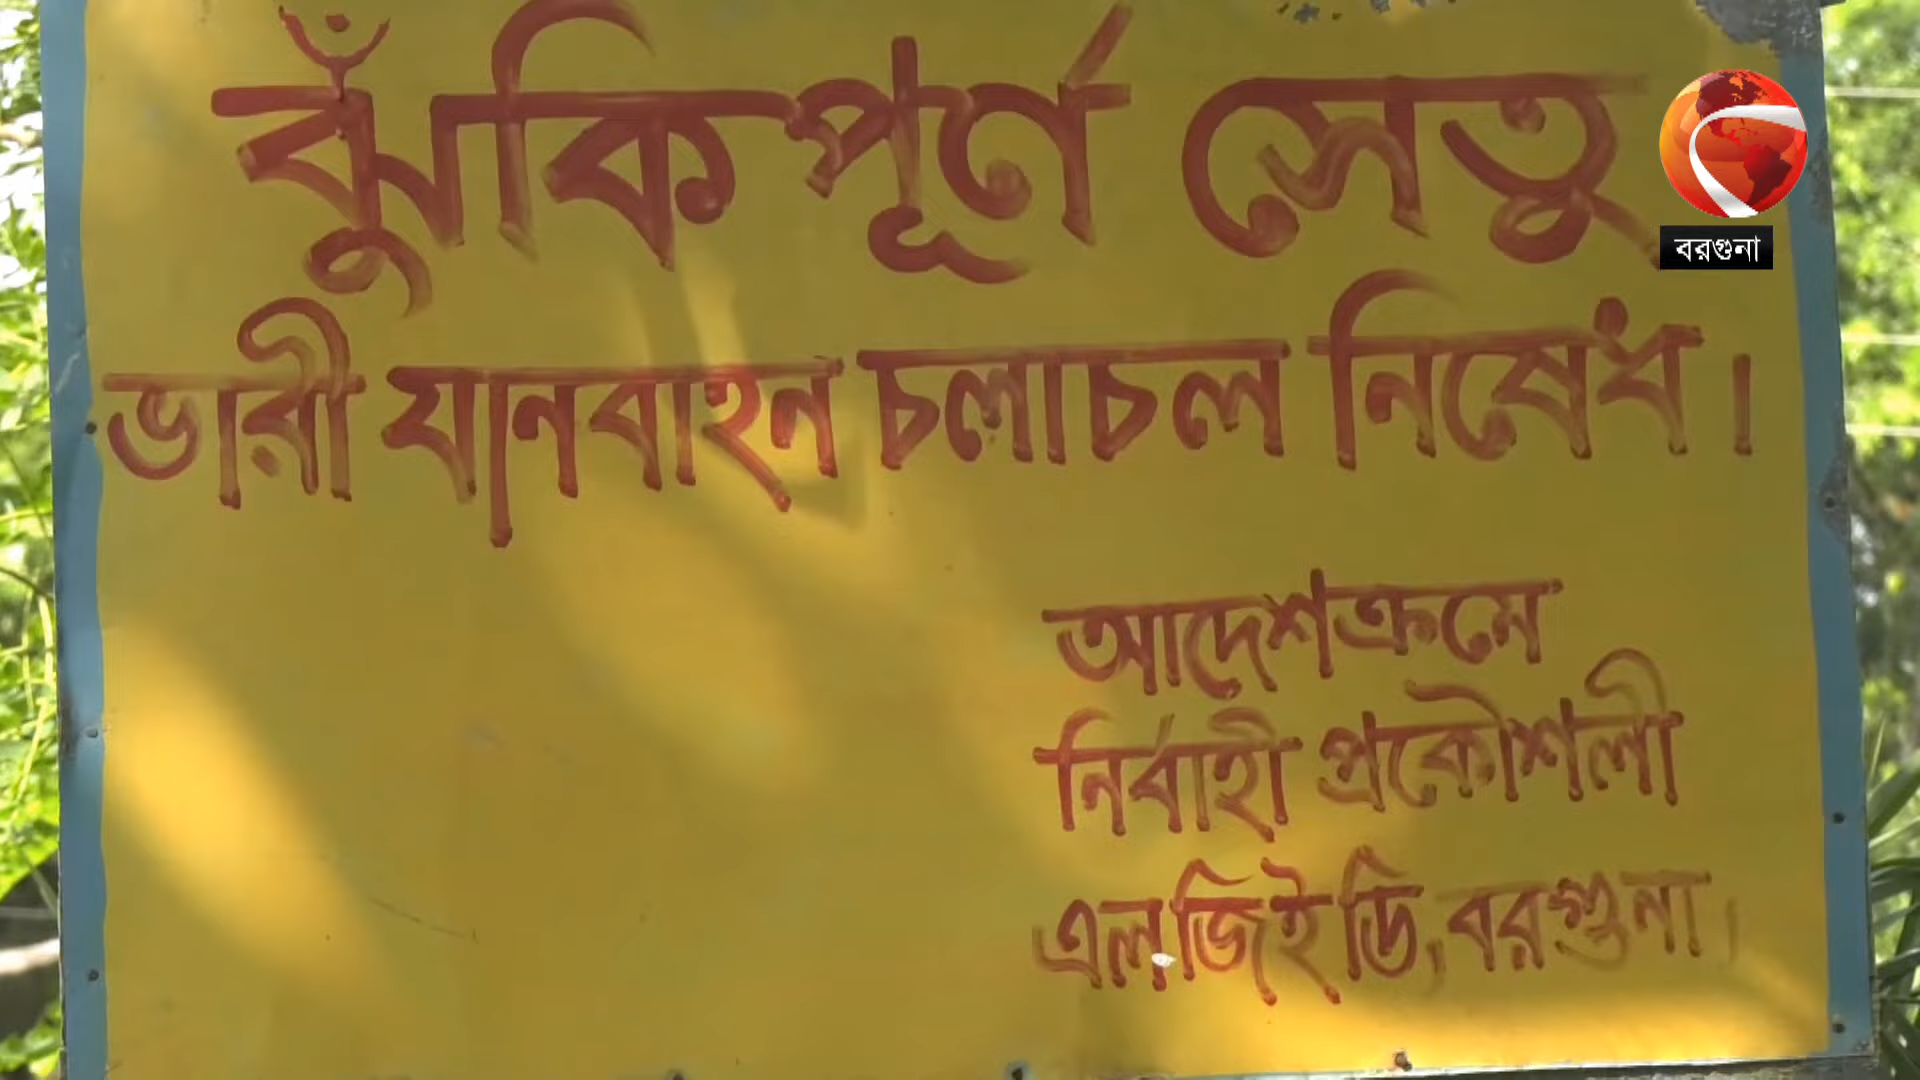 ঝুঁকিপূর্ণ সেতু
ভারী যানবাহন চলাচল নিষেধ।
আদেশক্রমে
নির্বাহী প্রকৌশলী
এলজিইডি, বরগুনা।
বরগুনা